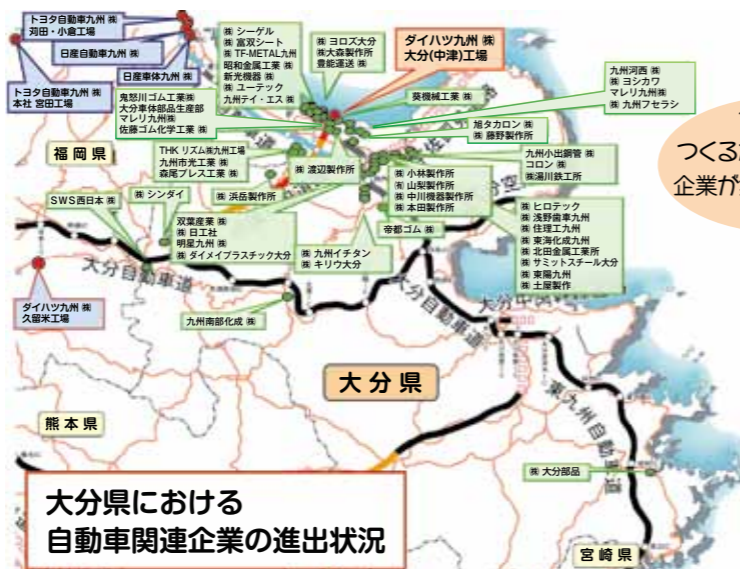 トヨタ自動車九州 ㈱
苅田・小倉工場
日産自動車九州 ㈱
日産車体九州 ㈱
トヨタ自動車九州 ㈱
本社 宮田工場
㈱ シーゲル
㈱ 富双シート
㈱ TF-METAL九州
昭和金属工業 ㈱
新光機器 ㈱
㈱ ユーテック
九州テイ・エス ㈱
㈱ ヨロズ大分
㈱ 大森製作所
豊能運送 ㈱
ダイハツ九州 ㈱
大分(中津)工場
九州河西 ㈱
㈱ ヨシカワ
マレリ九州 ㈱
㈱ 九州フセラシ
鬼怒川ゴム工業 ㈱
大分車体部品生産部
マレリ九州 ㈱
佐藤ゴム化学工業 ㈱
葵機械工業 ㈱
旭タカロン ㈱
㈱ 藤野製作所
つくる
企業が
福岡県
THK リズム ㈱ 九州工場
九州市光工業 ㈱
森尾プレス工業 ㈱
㈱ 渡辺製作所
㈱ 小林製作所
㈲ 山梨製作所
㈱ 中川機器製作所
㈱ 本田製作所
九州小出鋼管 ㈱
コロン ㈱
㈱ 湯川鉄工所
SWS西日本 ㈱
㈱ シンダイ
㈱ 浜岳製作所
双葉産業 ㈱
㈱ 日工社
明星九州 ㈱
㈱ ダイメイプラスチック大分
㈱ 九州イチタン
㈱ キリウ大分
帝都ゴム ㈱
㈱ ヒロテック
㈱ 浅野歯車九州
㈱ 住理工九州
㈱ 東海化成九州
㈱ 北田金属工業所
㈱ サミットスチール大分
㈱ 東陽九州
㈱ 土屋製作
大分自動車道
大分自動車道
ダイハツ九州 ㈱
久留米工場
九州南部化成 ㈱
大分県
熊本県
東九州自動車道
㈱ 大分部品
大分県における
自動車関連企業の進出状況
宮崎県